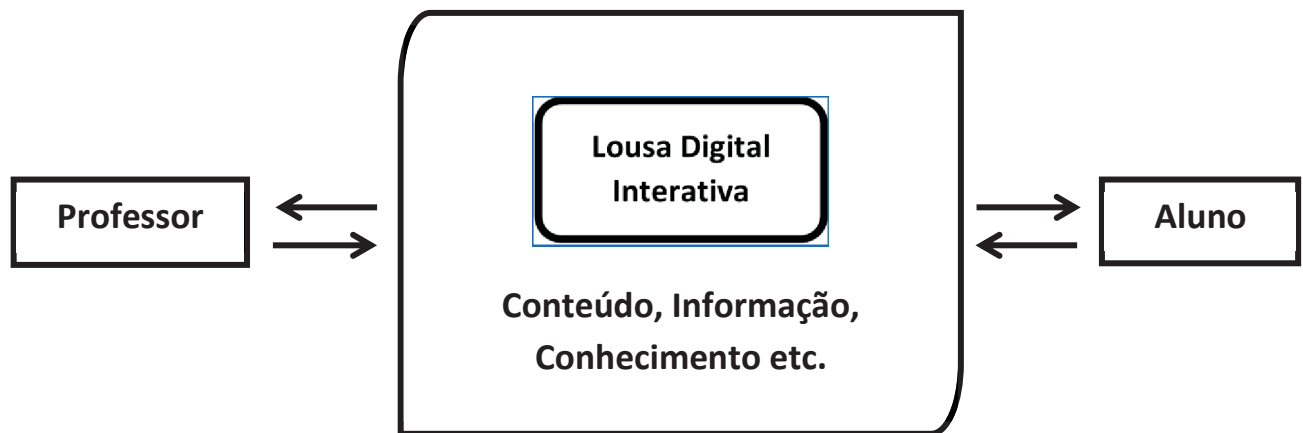 Lousa Digital
Interativa
Professor
Aluno
Conteúdo, Informação,
Conhecimento etc.